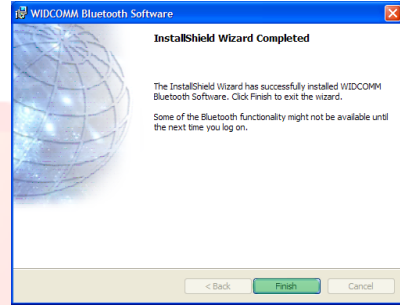 WIDCOMM Bluetooth Software
InstallShield Wizard Completed
The InstallShield Wizard has successfully installed WIDCOMM
Bluetooth Software. Click Finish to exit the wizard.
Some of the Bluetooth functionality might not be available until
the next time you log on.
< Back Finish Cancel